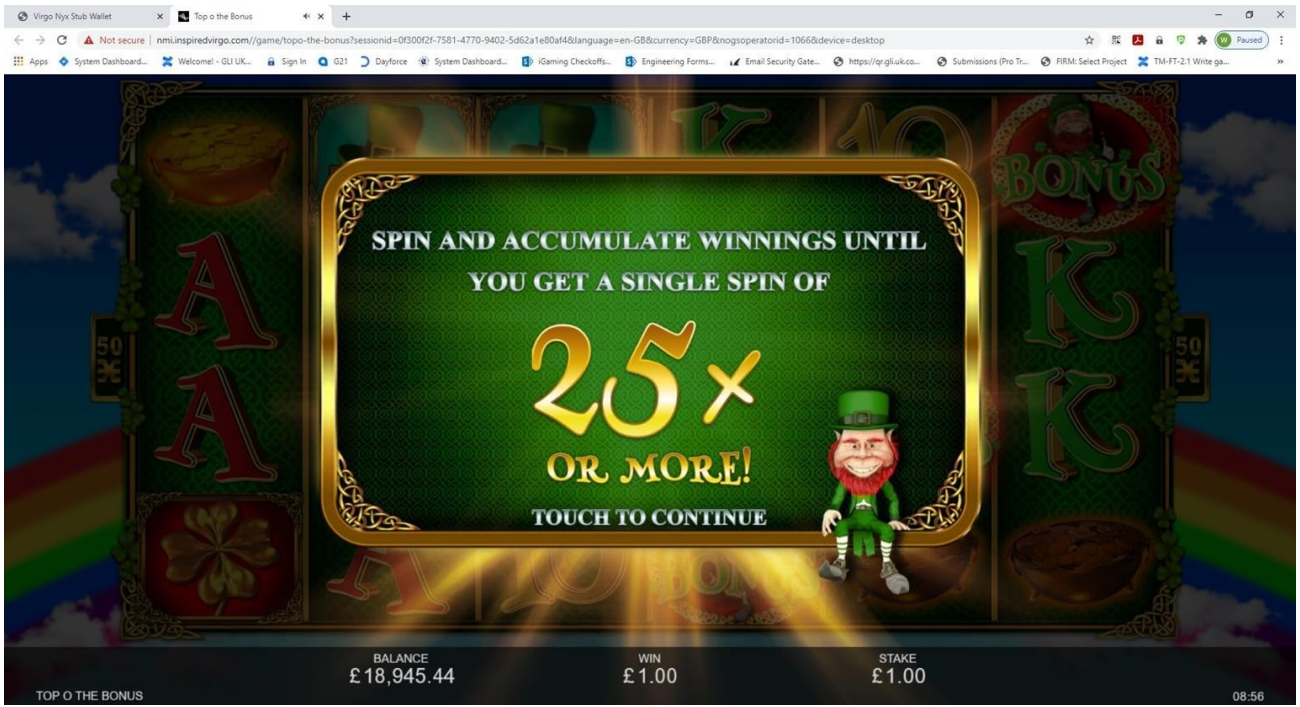 Virgo Nyx Stub Wallet
Top o the Bonus
Not secure | nmi.inspiredvirgo.com//game/topo-the-bonus?sessionid=0f300f2f-7581-4770-9402-5d62a1e80af4&language=en-GB&currency=GBP&nogsoperatorid=1066&device=desktop
W Paused
Apps System Dashboard... Welcome! - GLI UK... Sign In G21 Dayforce System Dashboard... iGaming Checkoffs... Engineering Forms... Email Security Gate... https://qr.gli.uk.co... Submissions (Pro Tr... FIRM: Select Project TM-FT-2.1 Write ga...
K 10
BONUS
A K
50 50
A K
A 10 BONUS
SPIN AND ACCUMULATE WINNINGS UNTIL
YOU GET A SINGLE SPIN OF
25x
OR MORE!
TOUCH TO CONTINUE
BALANCE WIN STAKE
£18,945.44 £1.00 £1.00
TOP O THE BONUS 08:56